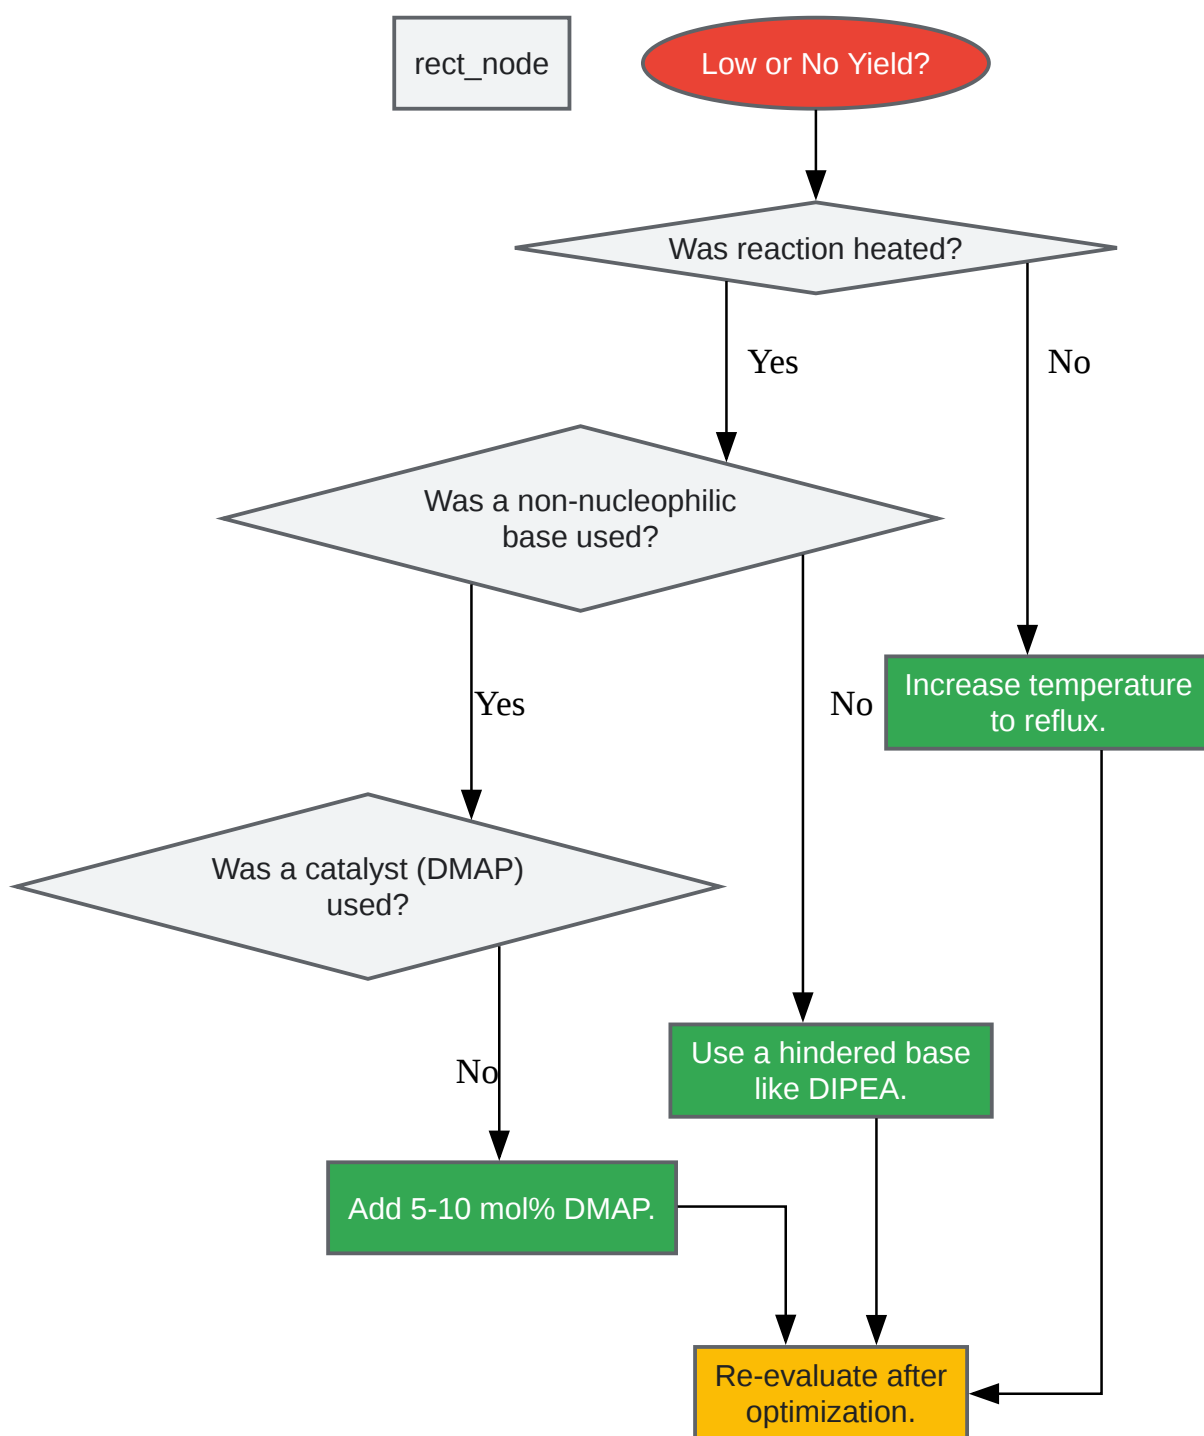 rect_node
Low or No Yield?
Was reaction heated?
Yes
No
Was a non-nucleophilic
base used?
Yes
No
Increase temperature
to reflux.
Was a catalyst (DMAP)
used?
No
Use a hindered base
like DIPEA.
Add 5-10 mol% DMAP.
Re-evaluate after
optimization.